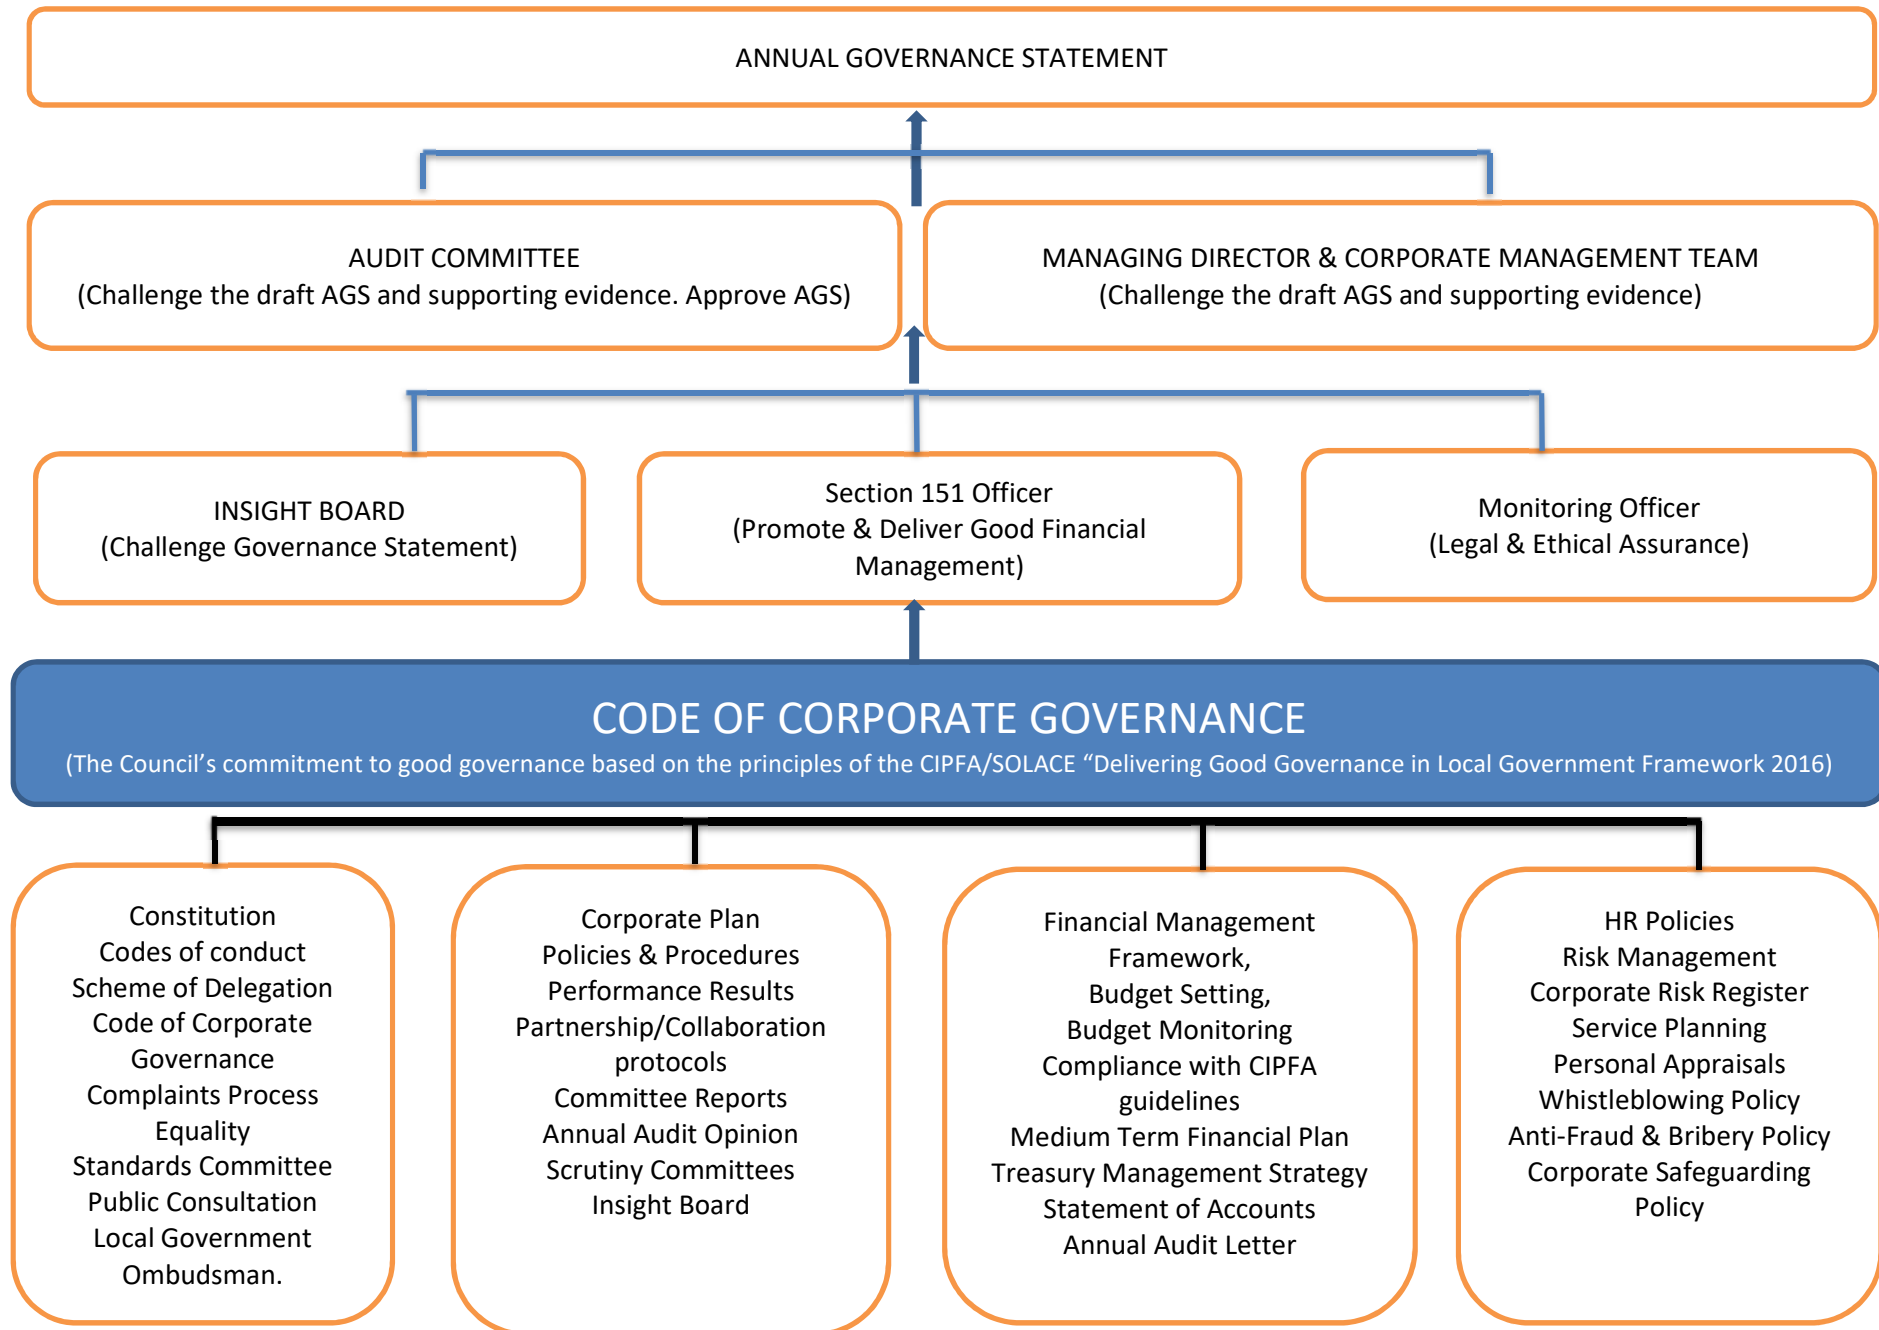 ANNUAL GOVERNANCE STATEMENT
AUDIT COMMITTEE
(Challenge the draft AGS and supporting evidence. Approve AGS)
MANAGING DIRECTOR & CORPORATE MANAGEMENT TEAM
(Challenge the draft AGS and supporting evidence)
INSIGHT BOARD
(Challenge Governance Statement)
Section 151 Officer
(Promote & Deliver Good Financial
Management)
Monitoring Officer
(Legal & Ethical Assurance)
CODE OF CORPORATE GOVERNANCE
(The Council’s commitment to good governance based on the principles of the CIPFA/SOLACE “Delivering Good Governance in Local Government Framework 2016)
Constitution
Codes of conduct
Scheme of Delegation
Code of Corporate
Governance
Complaints Process
Equality
Standards Committee
Public Consultation
Local Government
Ombudsman.
Corporate Plan
Policies & Procedures
Performance Results
Partnership/Collaboration
protocols
Committee Reports
Annual Audit Opinion
Scrutiny Committees
Insight Board
Financial Management
Framework,
Budget Setting,
Budget Monitoring
Compliance with CIPFA
guidelines
Medium Term Financial Plan
Treasury Management Strategy
Statement of Accounts
Annual Audit Letter
HR Policies
Risk Management
Corporate Risk Register
Service Planning
Personal Appraisals
Whistleblowing Policy
Anti-Fraud & Bribery Policy
Corporate Safeguarding
Policy